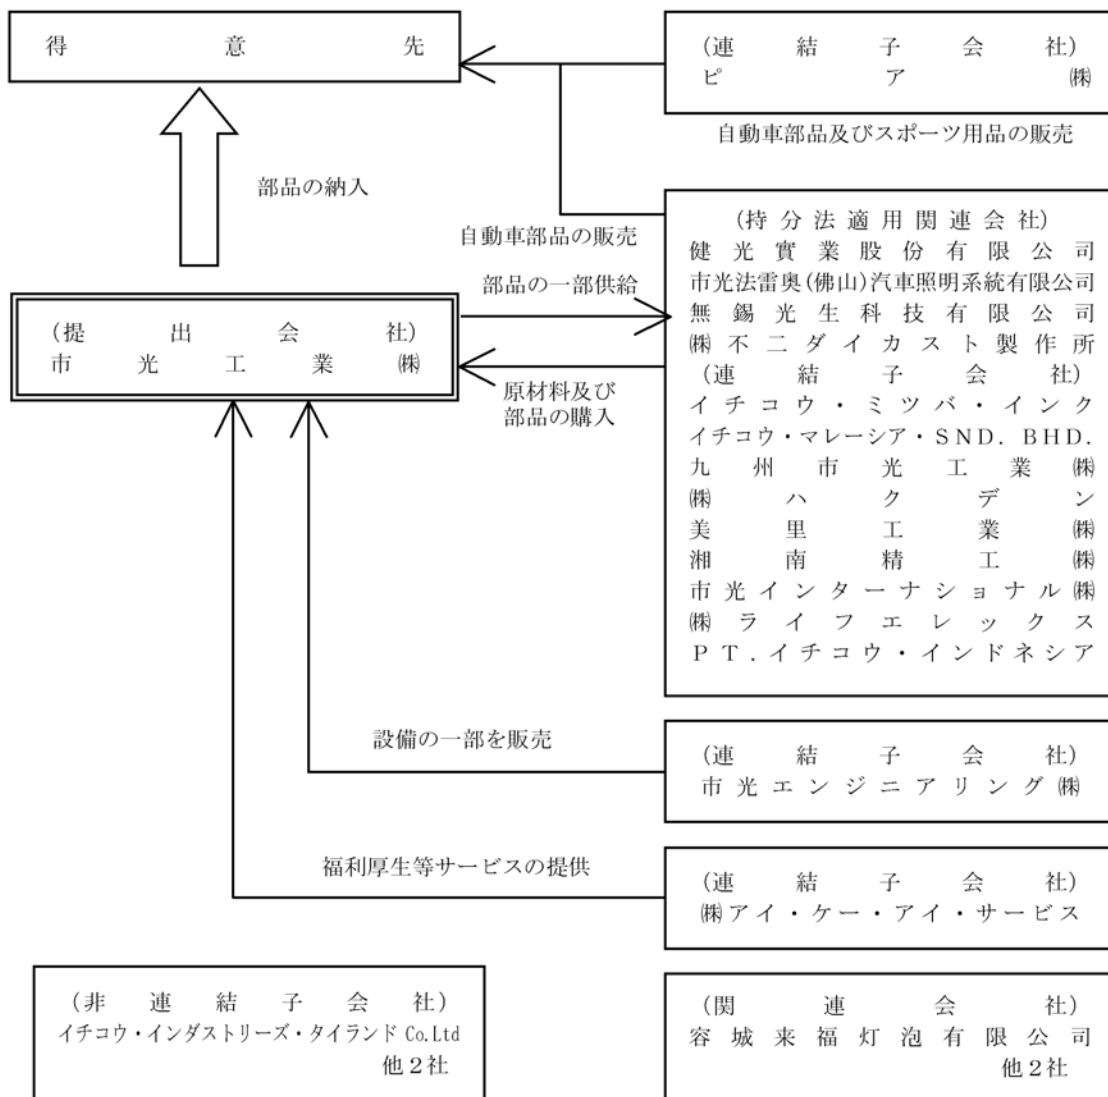 得意先
(連結子会社)
ピア㈱
自動車部品及びスポーツ用品の販売
部品の納入
自動車部品の販売
部品の一部供給
(提出会社)
市光工業㈱
原材料及び
部品の購入
(持分法適用関連会社)
健光實業股份有限公司
市光法雷奥(佛山)汽車照明系統有限公司
無錫光生科技有限公司
㈱不二ダイカスト製作所
(連結子会社)
イチコウ・ミツバ・インク
イチコウ・マレーシア・SND. BHD.
九州市光工業㈱
㈱ハクデン
美里工業㈱
湘南精工㈱
市光インターナショナル㈱
㈱ライフエレックス
PT.イチコウ・インドネシア
設備の一部を販売
(連結子会社)
市光エンジニアリング㈱
福利厚生等サービスの提供
(連結子会社)
㈱アイ・ケー・アイ・サービス
(非連結子会社)
イチコウ・インダストリーズ・タイランド Co.Ltd
他2社
(関連会社)
容城来福灯泡有限公司
他2社